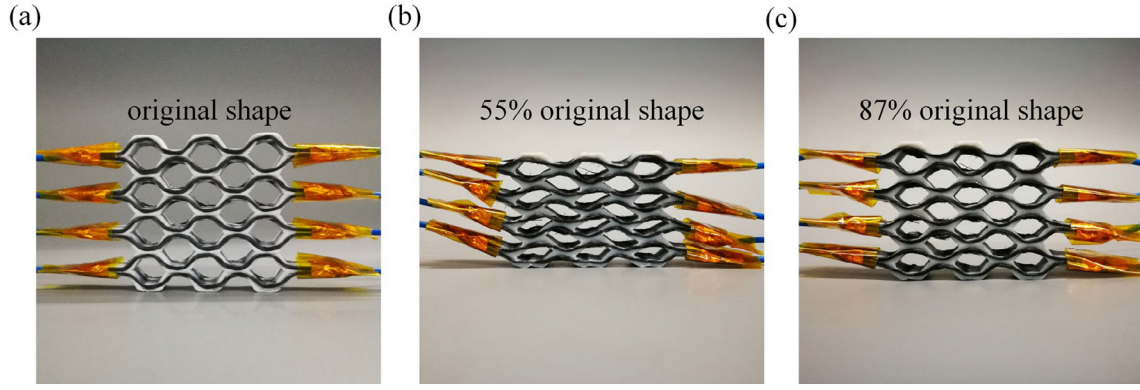 (a)
original shape
(b)
55% original shape
(c)
87% original shape